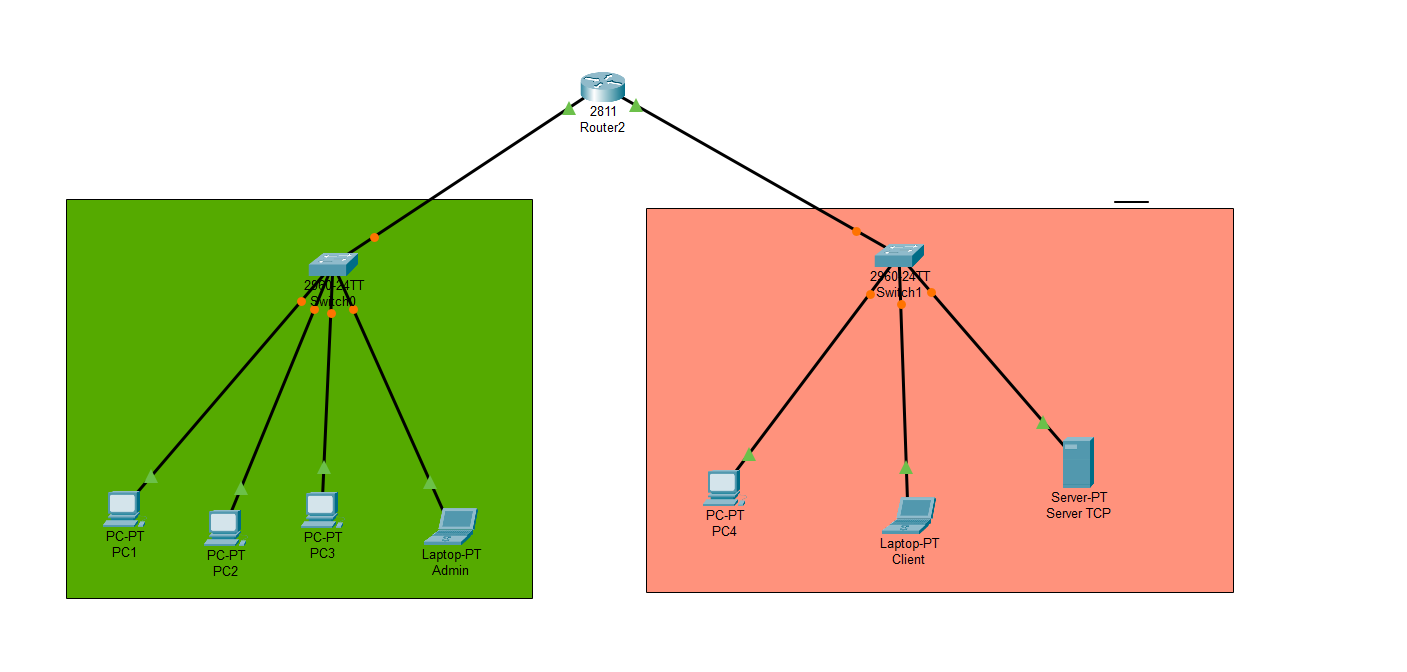 2811
Router2
2960-24TT
Switch0
2960-24TT
Switch1
PC-PT
PC1
PC-PT
PC2
PC-PT
PC3
Laptop-PT
Admin
PC-PT
PC4
Laptop-PT
Client
Server-PT
Server TCP